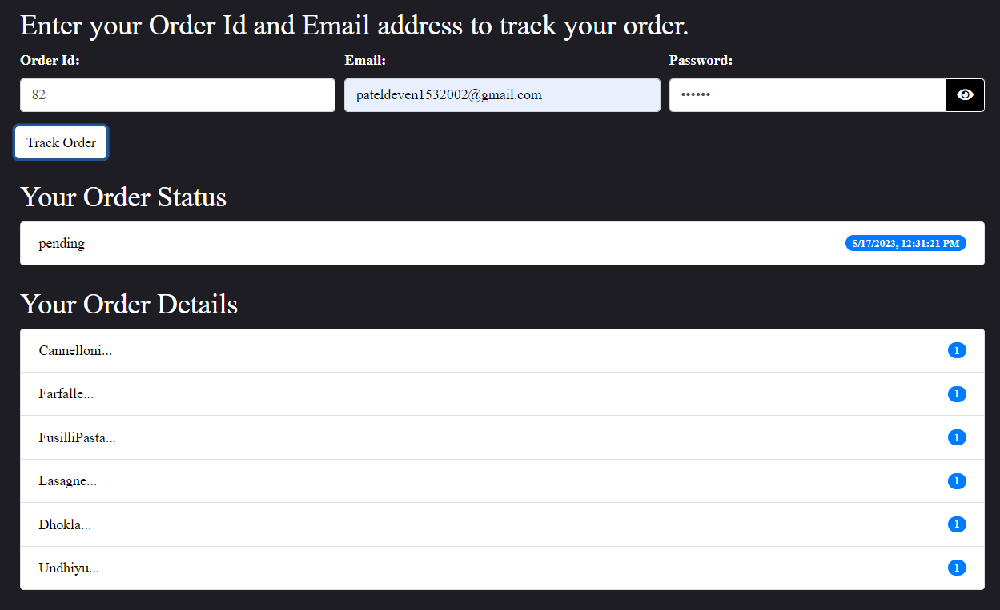 Enter your Order Id and Email address to track your order.
Order Id: Email: Password:
82 pateldeven1532002@gmail.com ••••••
Track Order
Your Order Status
pending 5/17/2023, 12:31:21 PM
Your Order Details
Cannelloni... 1
Farfalle... 1
FusilliPasta... 1
Lasagne... 1
Dhokla... 1
Undhiyu... 1